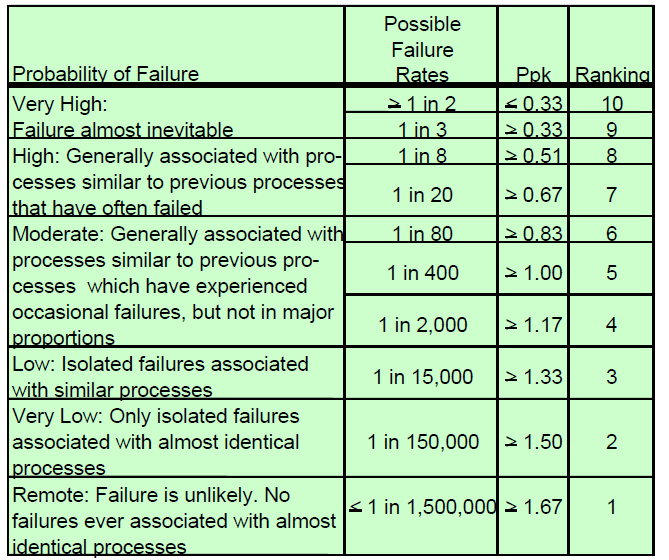 Possible
Failure
Probability of Failure Rates Ppk Ranking
Very High: ≥ 1 in 2 ≤ 0.33 10
Failure almost inevitable 1 in 3 ≥ 0.33 9
High: Generally associated with pro- 1 in 8 ≥ 0.51 8
cesses similar to previous processes
1 in 20 ≥ 0.67 7
that have often failed
Moderate: Generally associated with 1 in 80 ≥ 0.83 6
processes similar to previous pro-
cesses which have experienced 1 in 400 ≥ 1.00 5
occasional failures, but not in major
proportions 1 in 2,000 ≥ 1.17 4
Low: Isolated failures associated
with similar processes 1 in 15,000 ≥ 1.33 3
Very Low: Only isolated failures
associated with almost identical 1 in 150,000 ≥ 1.50 2
processes
Remote: Failure is unlikely. No
failures ever associated with almost ≤ 1 in 1,500,000 ≥ 1.67 1
identical processes